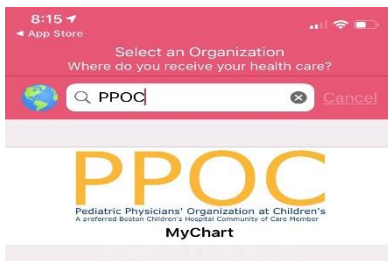 8:15
App Store
Select an Organization
Where do you receive your health care?
PPOC
Cancel
PPOC
Pediatric Physicians' Organization at Children's
A preferred Boston Children's Hospital Community of Care Member
MyChart